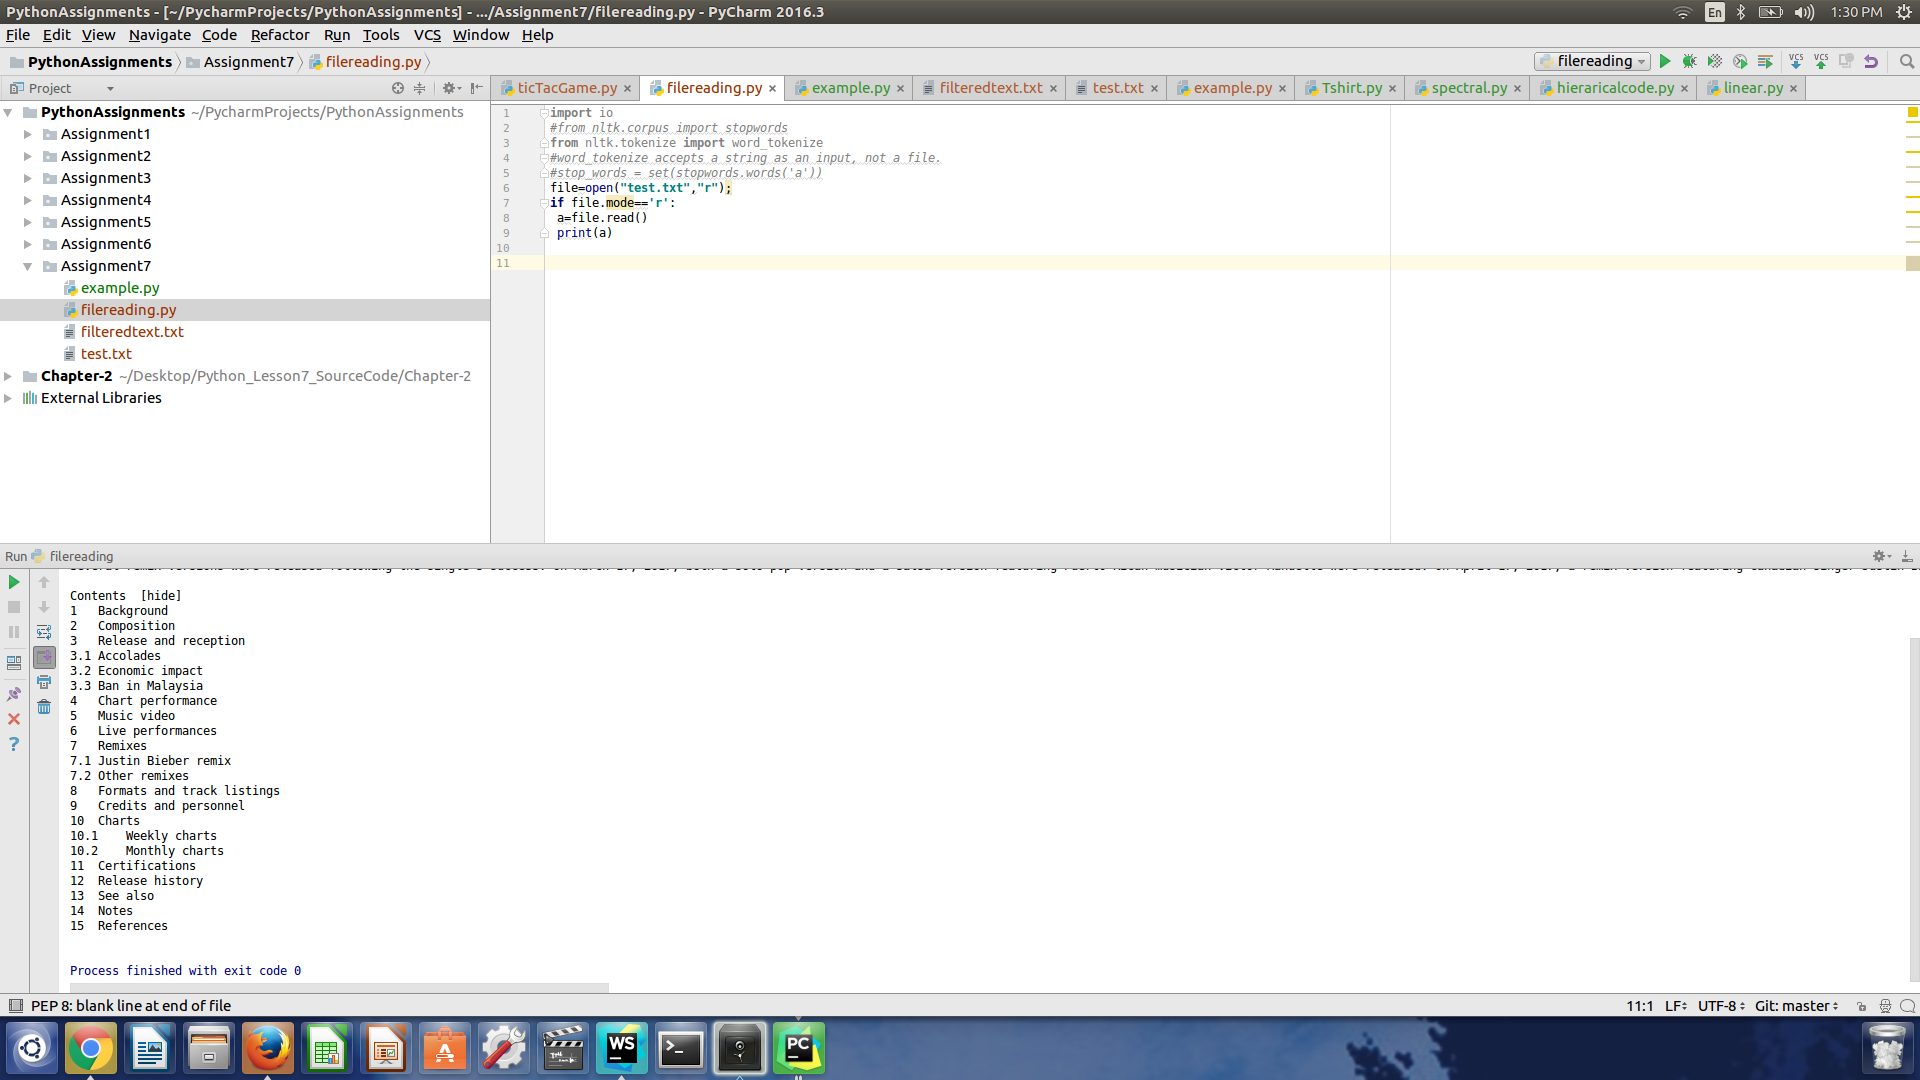 PythonAssignments - [~/PycharmProjects/PythonAssignments] - .../Assignment7/filereading.py - PyCharm 2016.3
En
1:30 PM
File Edit View Navigate Code Refactor Run Tools VCS Window Help
PythonAssignments Assignment7 filereading.py
filereading
VCS VCS
Project
ticTacGame.py filereading.py example.py filteredtext.txt test.txt example.py Tshirt.py spectral.py hieraricalcode.py linear.py
PythonAssignments ~/PycharmProjects/PythonAssignments
Assignment1
Assignment2
Assignment3
Assignment4
Assignment5
Assignment6
Assignment7
example.py
filereading.py
filteredtext.txt
test.txt
Chapter-2 ~/Desktop/Python_Lesson7_SourceCode/Chapter-2
External Libraries
1 import io
2 #from nltk.corpus import stopwords
3 from nltk.tokenize import word_tokenize
4 #word_tokenize accepts a string as an input, not a file.
5 #stop_words = set(stopwords.words('a'))
6 file=open("test.txt","r");
7 if file.mode=='r':
8 a=file.read()
9 print(a)
10
11
Run filereading
Contents [hide]
1 Background
2 Composition
3 Release and reception
3.1 Accolades
3.2 Economic impact
3.3 Ban in Malaysia
4 Chart performance
5 Music video
6 Live performances
7 Remixes
7.1 Justin Bieber remix
7.2 Other remixes
8 Formats and track listings
9 Credits and personnel
10 Charts
10.1 Weekly charts
10.2 Monthly charts
11 Certifications
12 Release history
13 See also
14 Notes
15 References
Process finished with exit code 0
PEP 8: blank line at end of file
11:1 LF UTF-8 Git: master
WS
PC